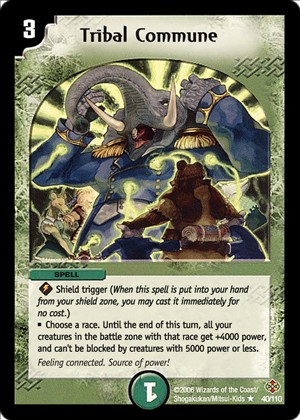 3
Tribal Commune
SPELL
Shield trigger (When this spell is put into your hand
from your shield zone, you may cast it immediately for
no cost.)
■ Choose a race. Until the end of this turn, all your
creatures in the battle zone with that race get +4000 power,
and can't be blocked by creatures with 5000 power or less.
Feeling connected. Source of power!
1
©2006 Wizards of the Coast/
Shogakukan/Mitsui-Kids ★ 40/110